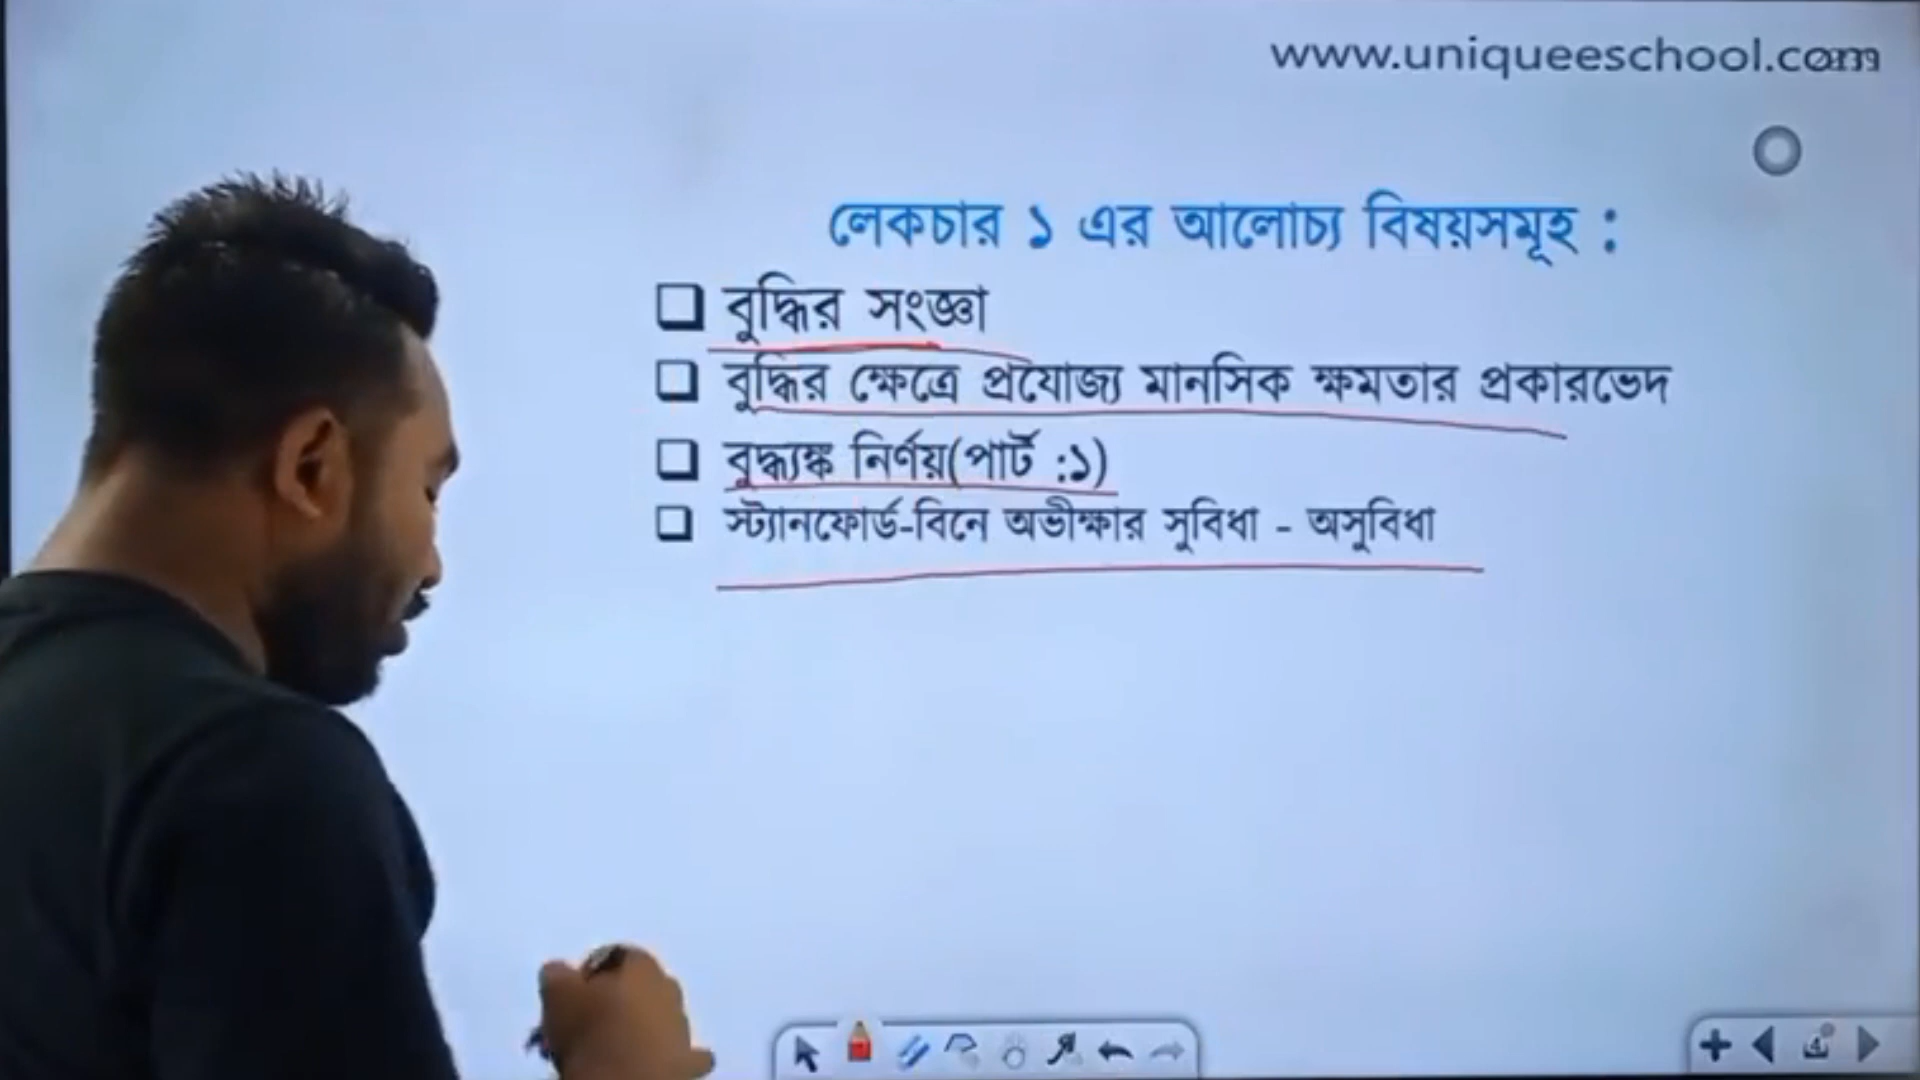 www.uniqueeschool.com
লেকচার ১ এর আলোচ্য বিষয়সমূহ :
বুদ্ধির সংজ্ঞা
বুদ্ধির ক্ষেত্রে প্রযোজ্য মানসিক ক্ষমতার প্রকারভেদ
বুদ্ধ্যঙ্ক নির্ণয়(পার্ট :১)
স্ট্যানফোর্ড-বিনে অভীক্ষার সুবিধা - অসুবিধা
4